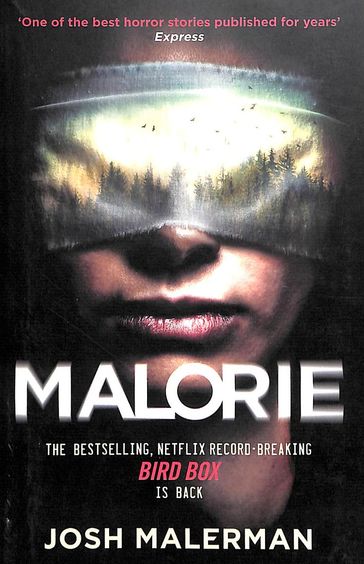 ‘One of the best horror stories published for years’
Express
MALORIE
THE BESTSELLING, NETFLIX RECORD-BREAKING
BIRD BOX
IS BACK
JOSH MALERMAN